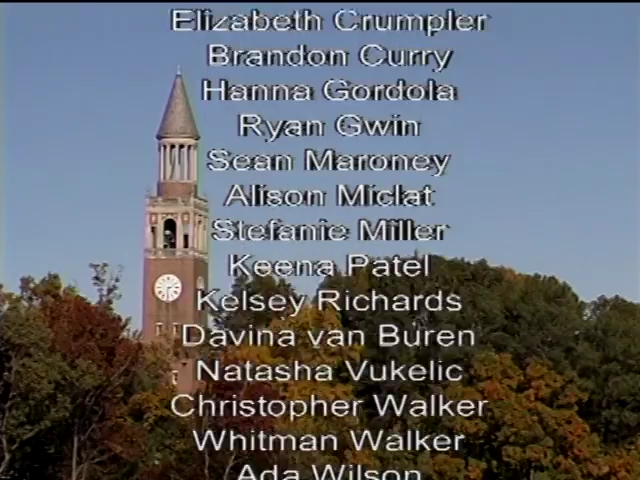 Elizabeth Crumpler
Brandon Curry
Hanna Gordola
Ryan Gwin
Sean Maroney
Alison Miclat
Stefanie Miller
Keena Patel
Kelsey Richards
Davina van Buren
Natasha Vukelic
Christopher Walker
Whitman Walker
Ada Wilson